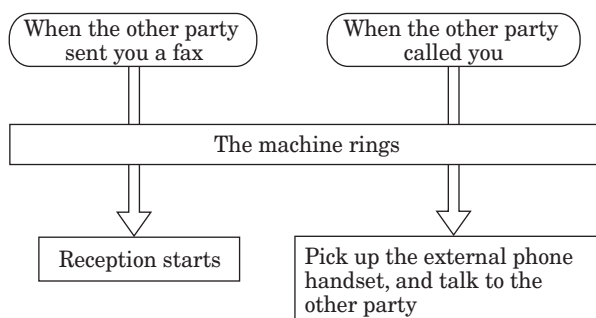 When the other party
sent you a fax
When the other party
called you
The machine rings
Reception starts
Pick up the external phone
handset, and talk to the
other party